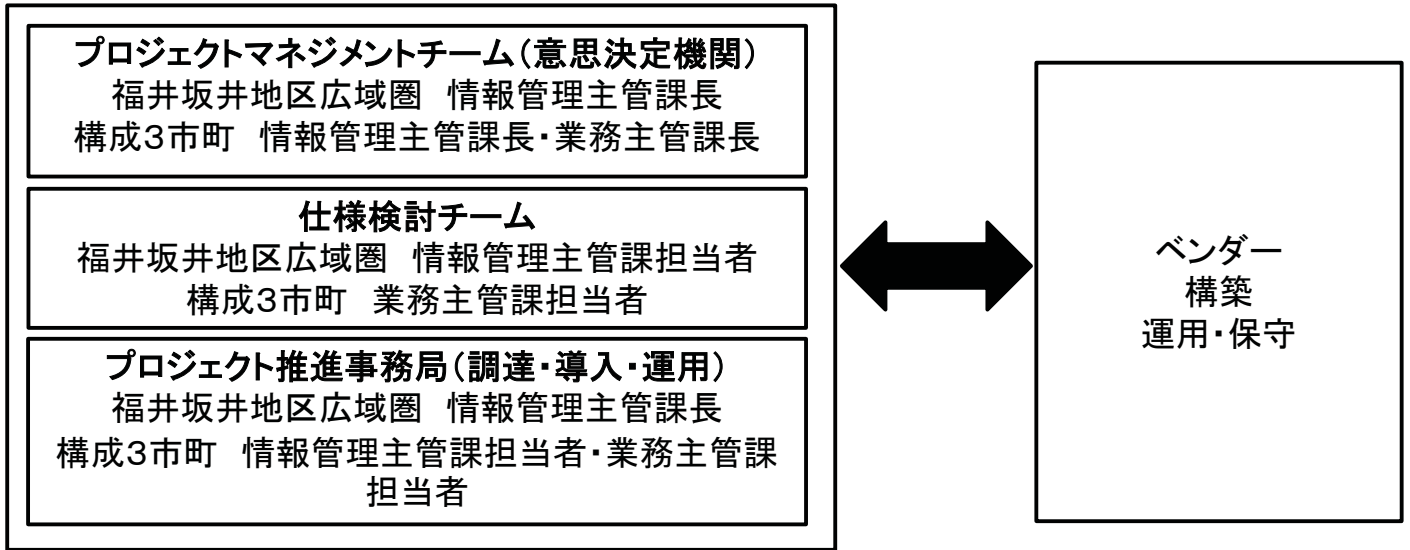 プロジェクトマネジメントチーム（意思決定機関）
福井坂井地区広域圏　情報管理主管課長
構成３市町　情報管理主管課長・業務主管課長
仕様検討チーム
福井坂井地区広域圏　情報管理主管課担当者
構成３市町　業務主管課担当者
プロジェクト推進事務局（調達・導入・運用）
福井坂井地区広域圏　情報管理主管課長
構成３市町　情報管理主管課担当者・業務主管課
担当者
ベンダー
構築
運用・保守